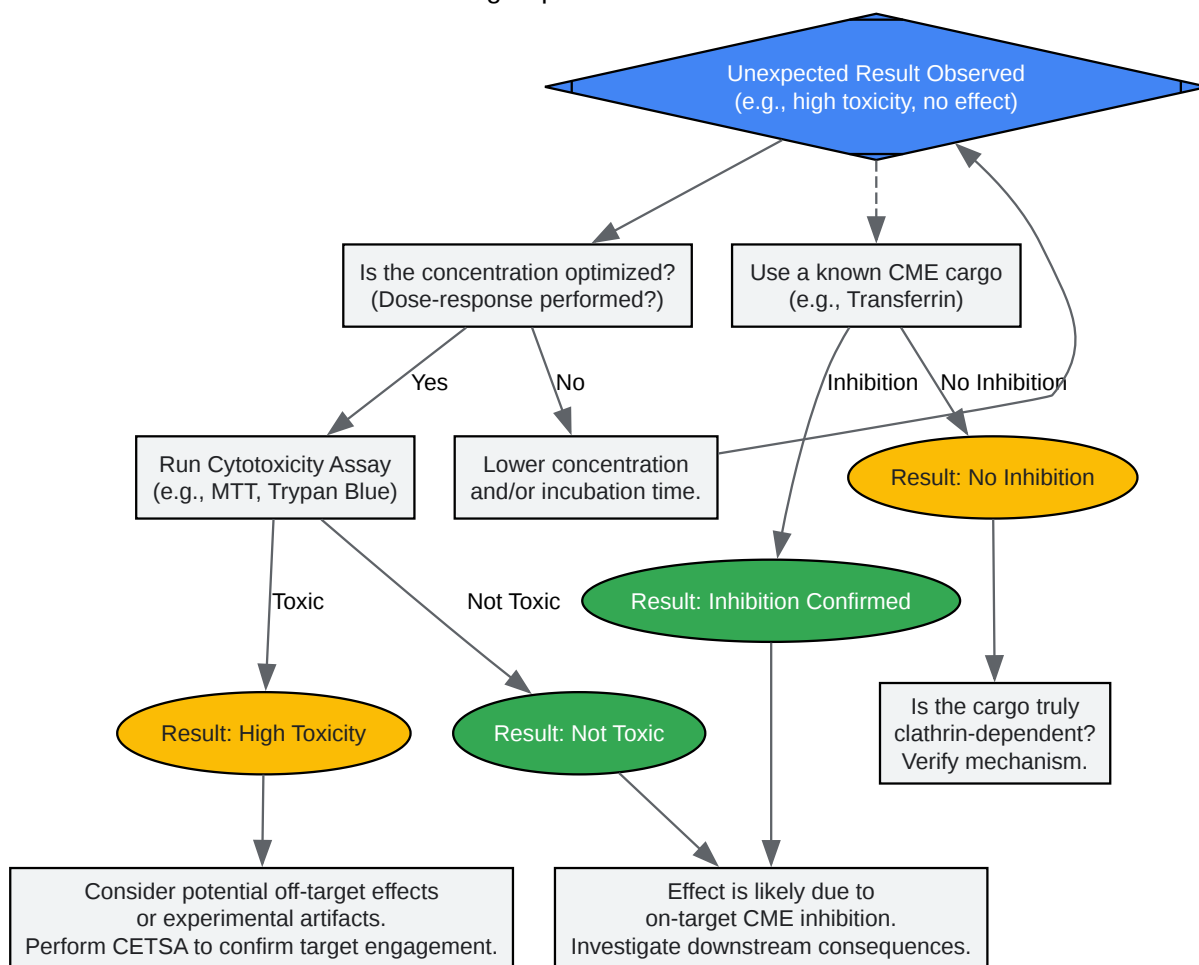 Unexpected Result Observed
(e.g., high toxicity, no effect)
Is the concentration optimized?
(Dose-response performed?)
Use a known CME cargo
(e.g., Transferrin)
Yes
No
Inhibition
No Inhibition
Run Cytotoxicity Assay
(e.g., MTT, Trypan Blue)
Lower concentration
and/or incubation time.
Result: No Inhibition
Toxic
Not Toxic
Result: Inhibition Confirmed
Result: High Toxicity
Result: Not Toxic
Is the cargo truly
clathrin-dependent?
Verify mechanism.
Consider potential off-target effects
or experimental artifacts.
Perform CETSA to confirm target engagement.
Effect is likely due to
on-target CME inhibition.
Investigate downstream consequences.